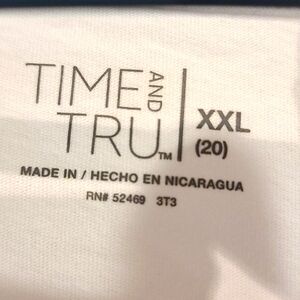 TIME AND
TRU™
XXL
(20)
MADE IN / HECHO EN NICARAGUA
RN# 52469 3T3